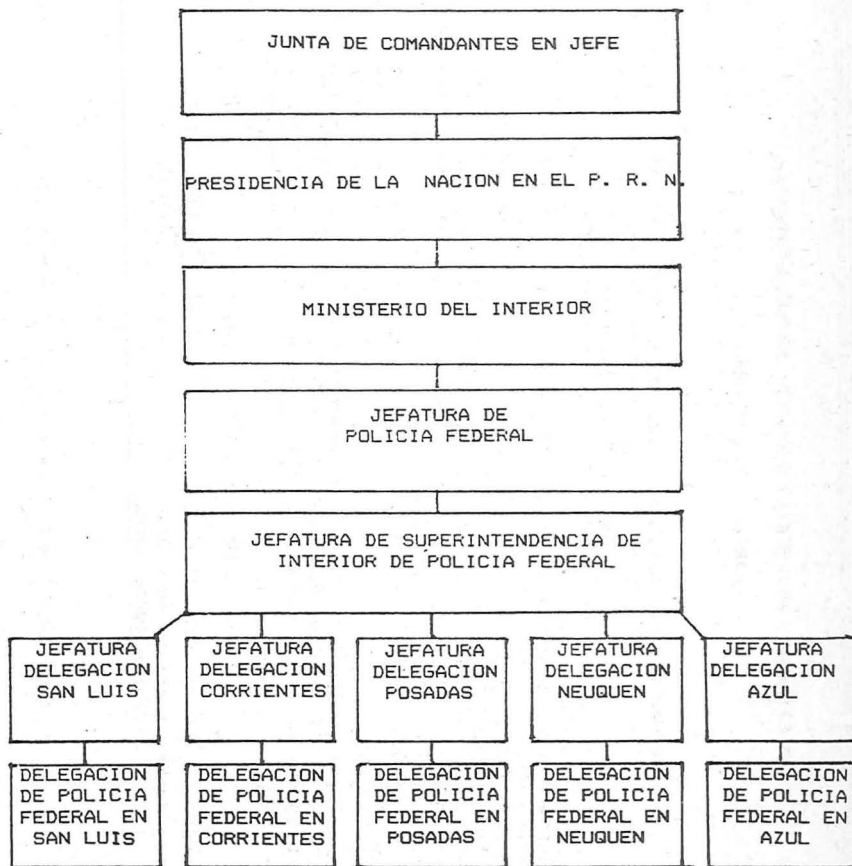 JUNTA DE COMANDANTES EN JEFE
PRESIDENCIA DE LA NACION EN EL P. R. N.
MINISTERIO DEL INTERIOR
JEFATURA DE
POLICIA FEDERAL
JEFATURA DE SUPERINTENDENCIA DE
INTERIOR DE POLICIA FEDERAL
JEFATURA
DELEGACION
SAN LUIS
JEFATURA
DELEGACION
CORRIENTES
JEFATURA
DELEGACION
POSADAS
JEFATURA
DELEGACION
NEUQUEN
JEFATURA
DELEGACION
AZUL
DELEGACION
DE POLICIA
FEDERAL EN
SAN LUIS
DELEGACION
DE POLICIA
FEDERAL EN
CORRIENTES
DELEGACION
DE POLICIA
FEDERAL EN
POSADAS
DELEGACION
DE POLICIA
FEDERAL EN
NEUQUEN
DELEGACION
DE POLICIA
FEDERAL EN
AZUL